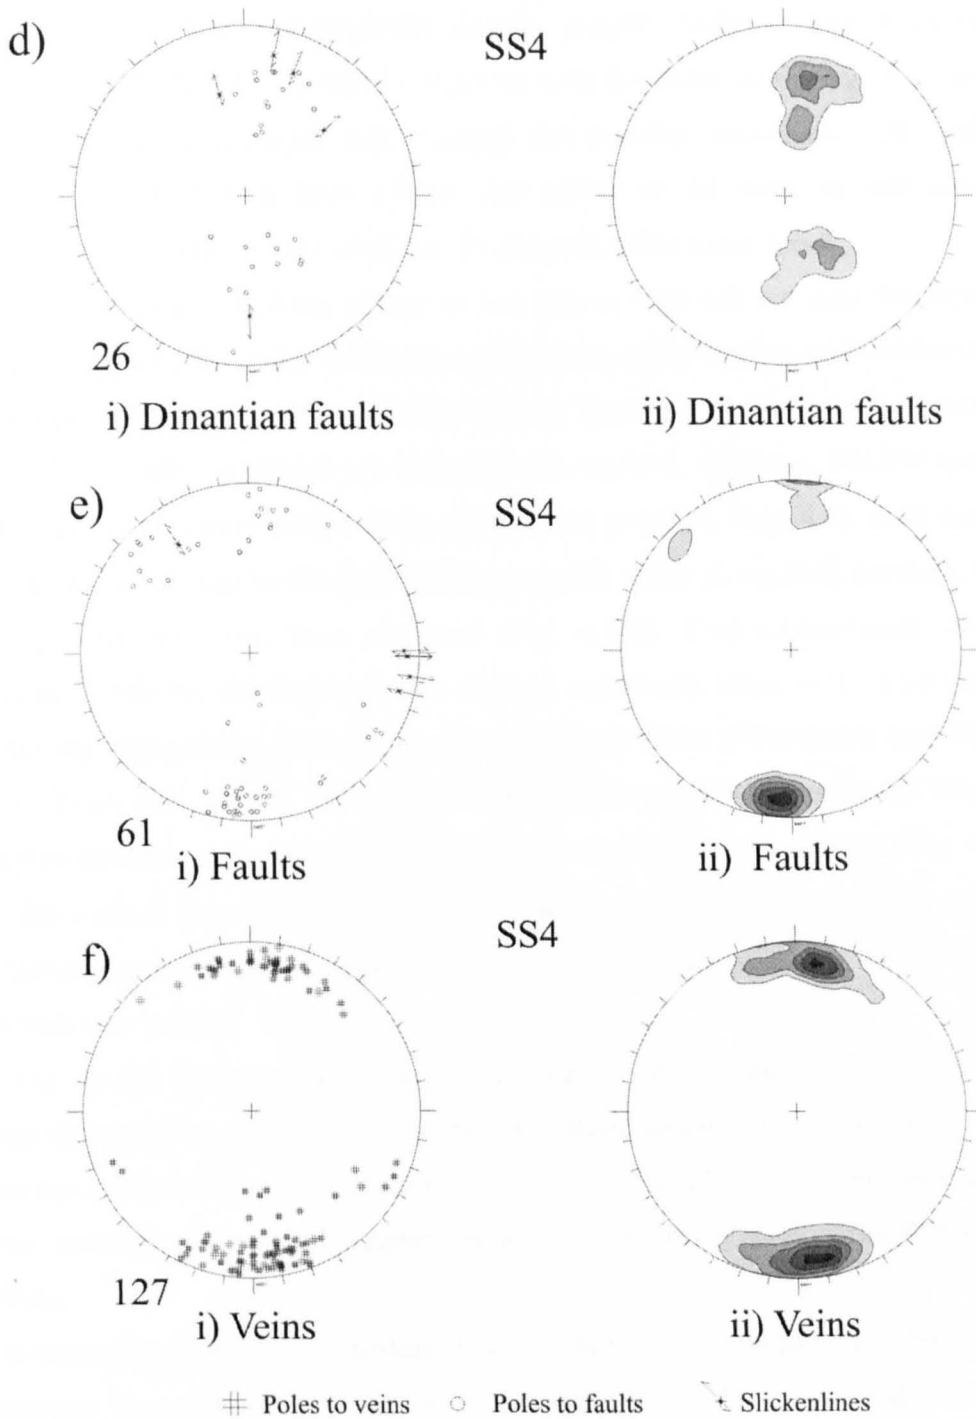 d)
SS4
26
i) Dinantian faults
ii) Dinantian faults
e)
SS4
61
i) Faults
ii) Faults
f)
SS4
127
i) Veins
ii) Veins
Poles to veins
Poles to faults
Slickenlines